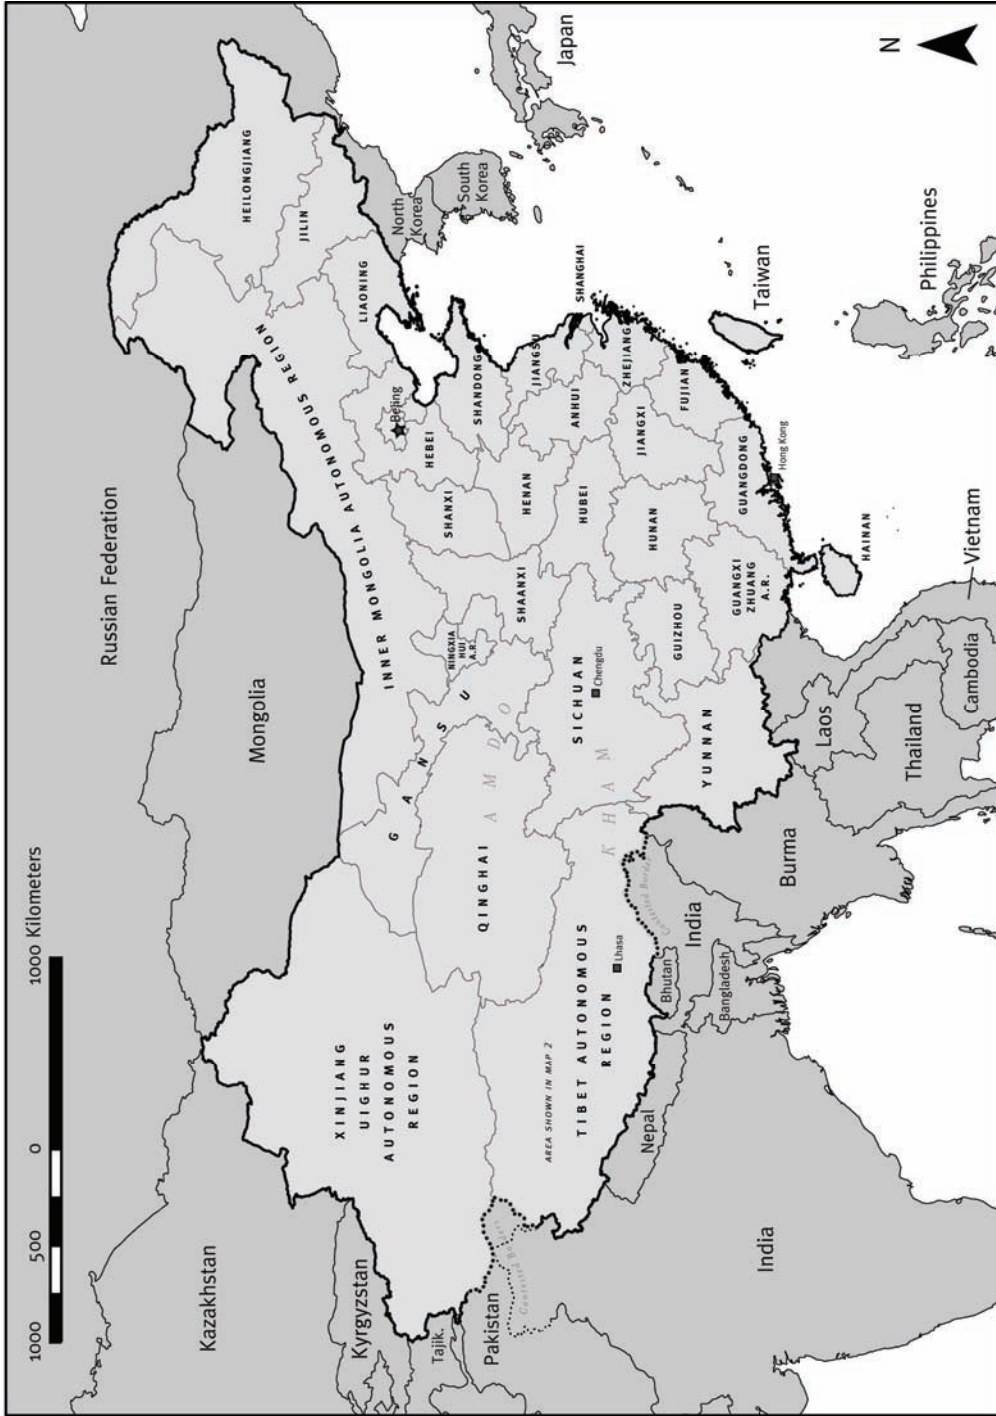 1000 500 0 1000 Kilometers
N
Russian Federation
Kazakhstan
Mongolia
Kyrgyzstan
Tajik.
Pakistan
Contested Borders
XINJIANG
UIGHUR
AUTONOMOUS
REGION
INNER MONGOLIA AUTONOMOUS REGION
HEILONGJIANG
JILIN
LIAONING
North
Korea
South
Korea
Japan
Beijing
HEBEI
SHANXI
SHANDONG
NINGXIA
HUI
A.R.
GANSU
QINGHAI
AMDO
SHAANXI
HENAN
JIANGSU
SHANGHAI
ANHUI
HUBEI
ZHEJIANG
SICHUAN
Chengdu
KHAM
AREA SHOWN IN MAP 2
TIBET AUTONOMOUS
REGION
Lhasa
Contested Border
HUNAN
JIANGXI
FUJIAN
GUIZHOU
YUNNAN
GUANGXI
ZHUANG
A.R.
GUANGDONG
Hong Kong
HAINAN
Taiwan
Philippines
Nepal
Bhutan
India
Bangladesh
India
Burma
Laos
Thailand
Cambodia
Vietnam